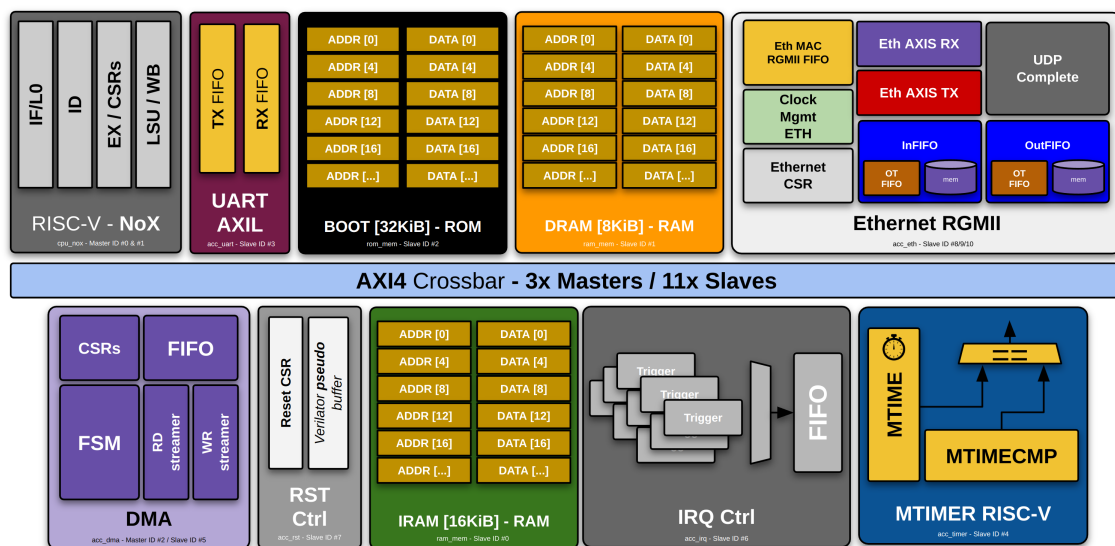 IF/L0
ID
EX / CSRs
LSU / WB
RISC-V - NoX
cpu_nox - Master ID #0 & #1
TX FIFO
RX FIFO
UART
AXIL
acc_uart - Slave ID #3
ADDR [0]
DATA [0]
ADDR [4]
DATA [4]
ADDR [8]
DATA [8]
ADDR [12]
DATA [12]
ADDR [16]
DATA [16]
ADDR [...]
DATA [...]
BOOT [32KiB] - ROM
rom_mem - Slave ID #2
ADDR [0]
DATA [0]
ADDR [4]
DATA [4]
ADDR [8]
DATA [8]
ADDR [12]
DATA [12]
ADDR [16]
DATA [16]
ADDR [...]
DATA [...]
DRAM [8KiB] - RAM
ram_mem - Slave ID #1
Eth MAC
RGMII FIFO
Eth AXIS RX
UDP
Complete
Eth AXIS TX
Clock
Mgmt
ETH
Ethernet
CSR
InFIFO
OT
FIFO
mem
OutFIFO
OT
FIFO
mem
Ethernet RGMII
acc_eth - Slave ID #8/9/10
AXI4 Crossbar - 3x Masters / 11x Slaves
CSRs
FIFO
FSM
RD
streamer
WR
streamer
DMA
acc_dma - Master ID #2 / Slave ID #5
Reset CSR
Verilator pseudo
buffer
RST
Ctrl
acc_rst - Slave ID #7
ADDR [0]
DATA [0]
ADDR [4]
DATA [4]
ADDR [8]
DATA [8]
ADDR [12]
DATA [12]
ADDR [16]
DATA [16]
ADDR [...]
DATA [...]
IRAM [16KiB] - RAM
ram_mem - Slave ID #0
Trigger
Trigger
Trigger
FIFO
IRQ Ctrl
acc_irq - Slave ID #6
MTIME
==
MTIMECMP
MTIMER RISC-V
acc_timer - Slave ID #4